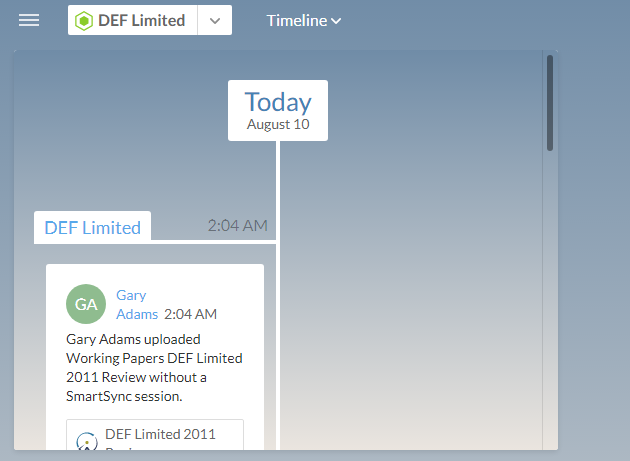 DEF Limited
Timeline
Today
August 10
DEF Limited
2:04 AM
GA
Gary
Adams 2:04 AM
Gary Adams uploaded
Working Papers DEF Limited
2011 Review without a
SmartSync session.
DEF Limited 2011